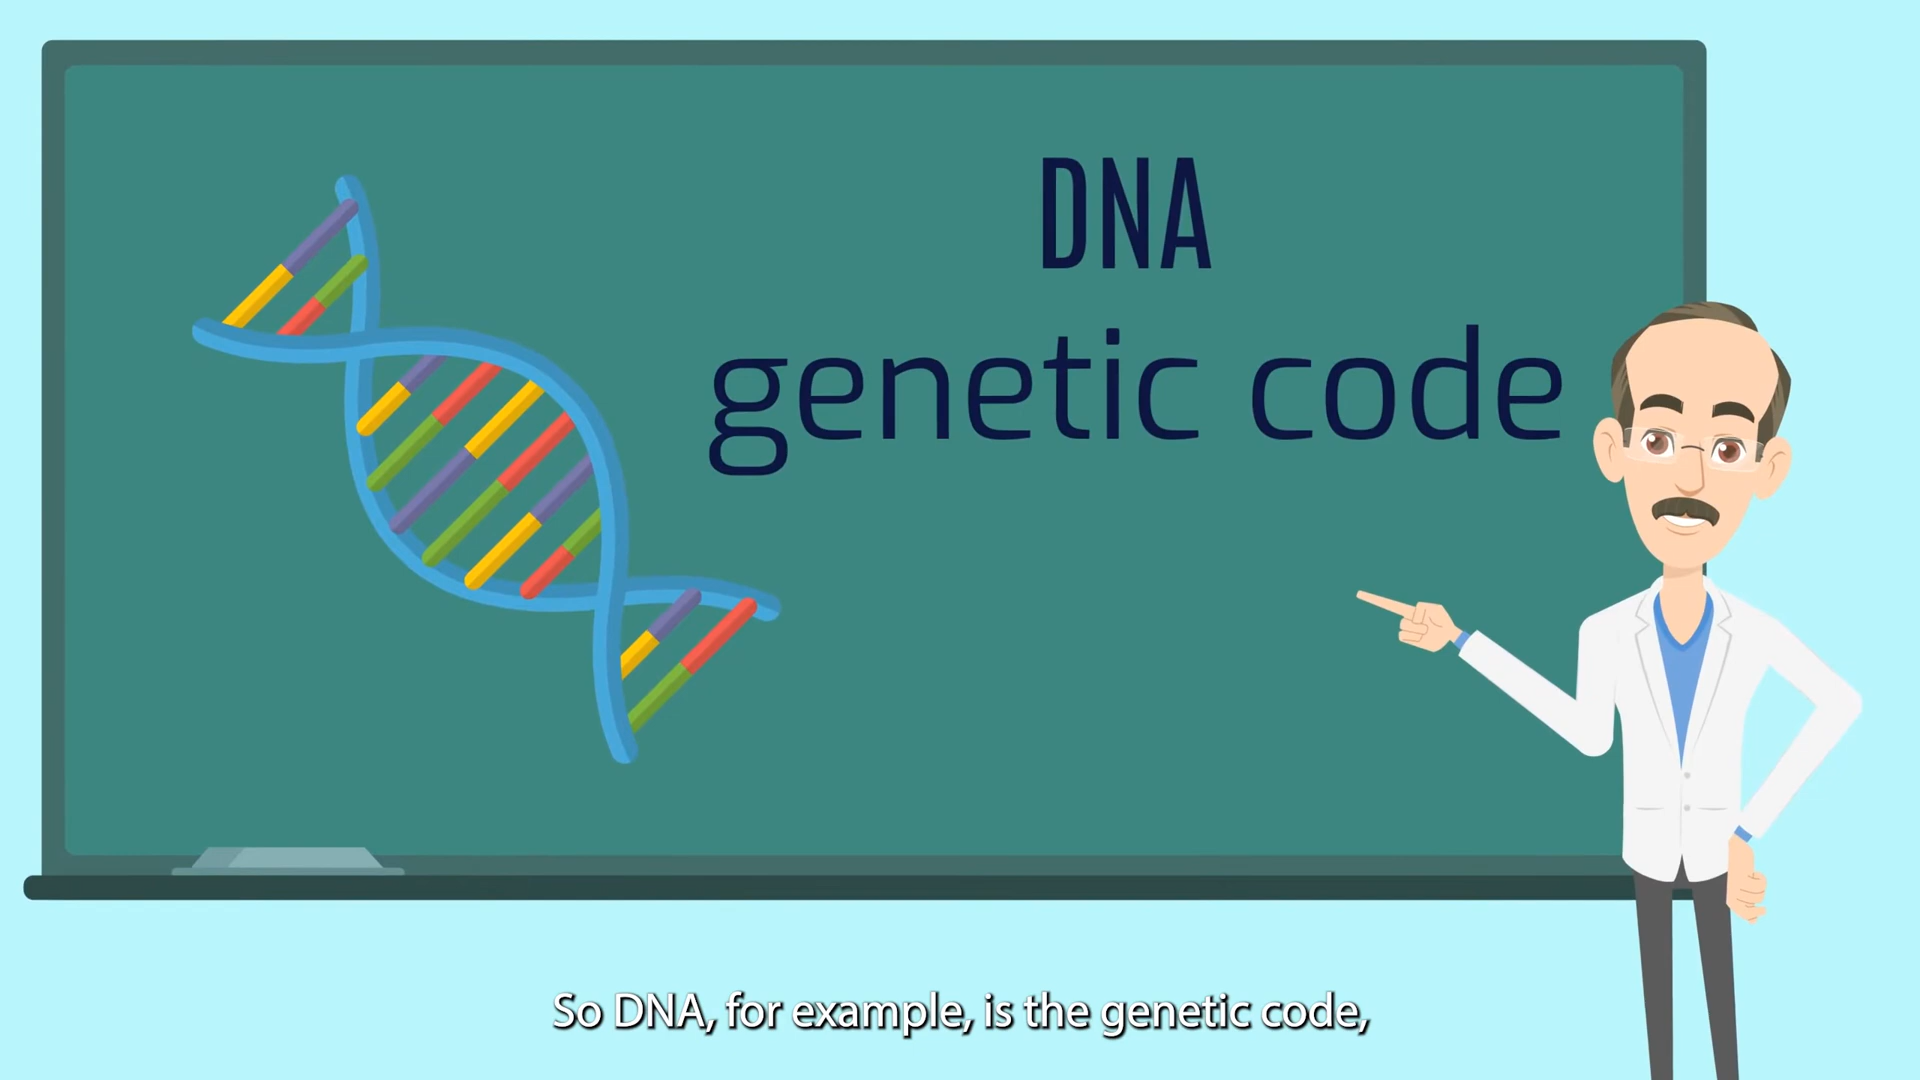 DNA
genetic code
So DNA, for example, is the genetic code,